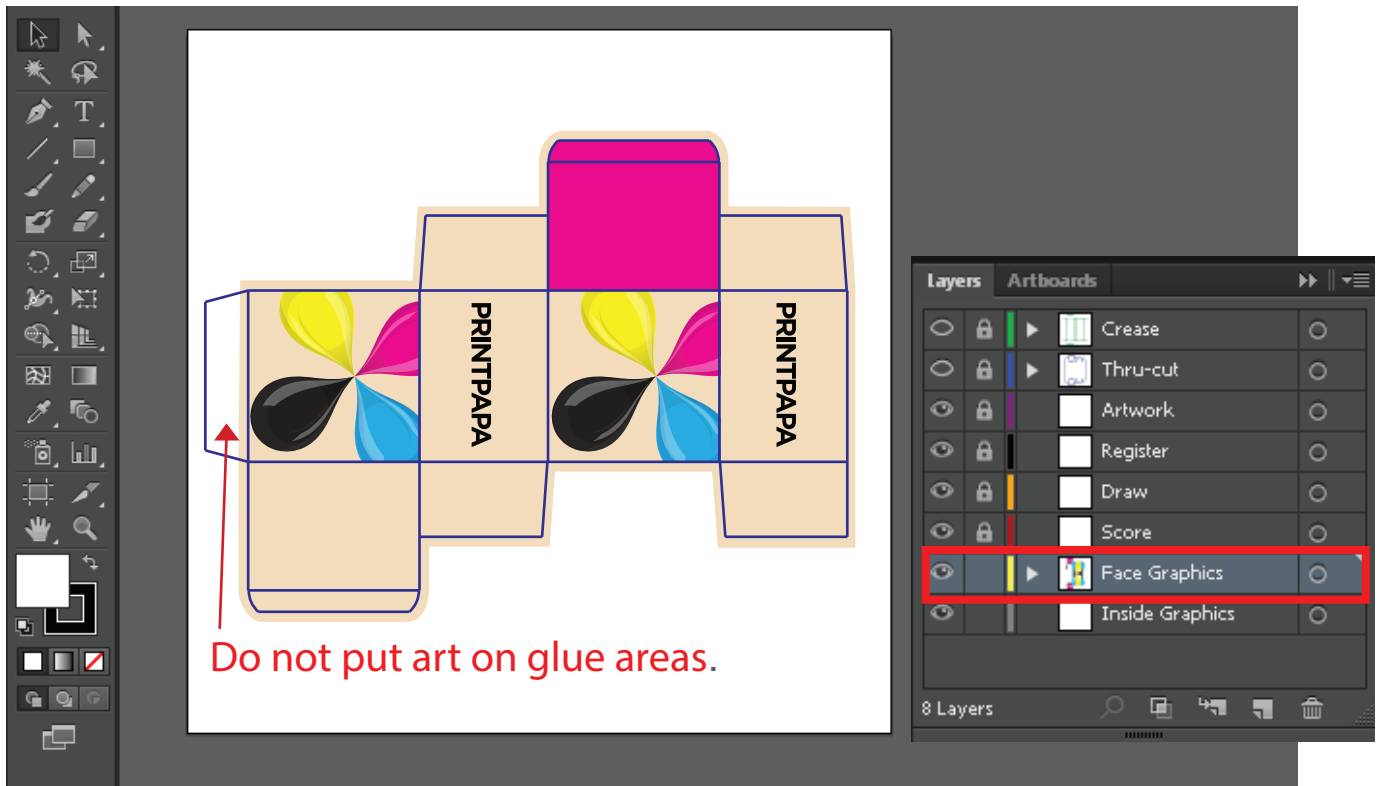 PRINTPAPA
PRINTPAPA
Do not put art on glue areas.
Layers
Artboards
Crease
Thru-cut
Artwork
Register
Draw
Score
Face Graphics
Inside Graphics
8 Layers
T